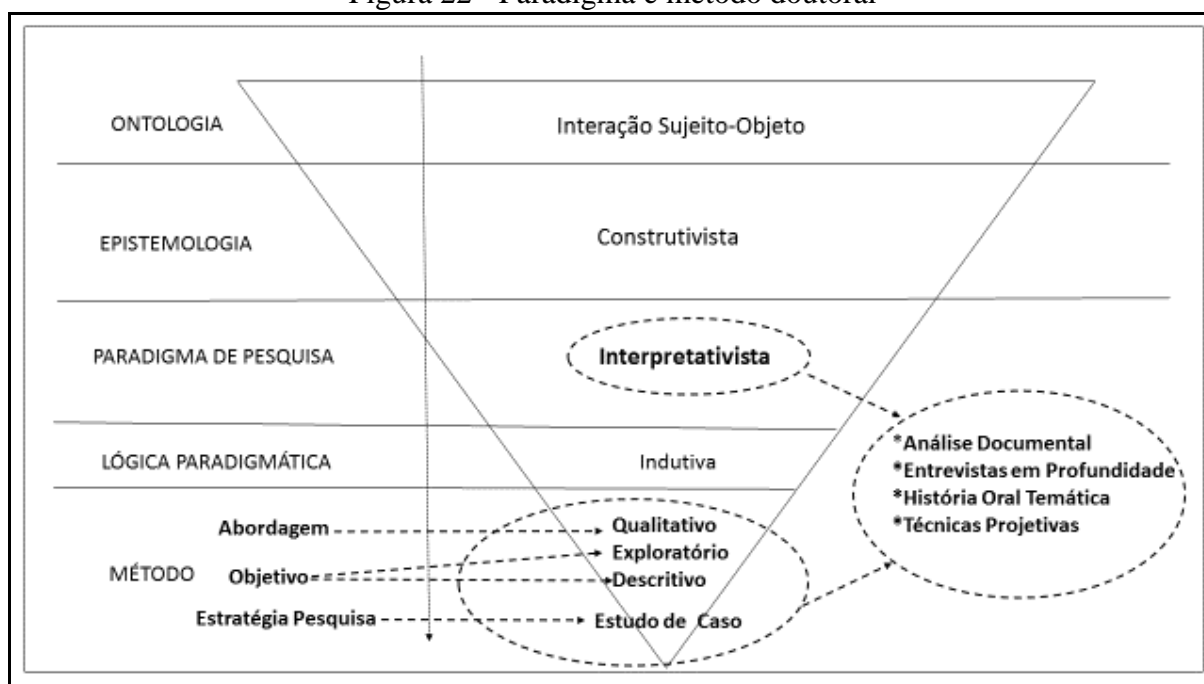 Figura 22 - Paradigma e método doutoral
ONTOLOGIA
Interação Sujeito-Objeto
EPISTEMOLOGIA
Construtivista
PARADIGMA DE PESQUISA
Interpretativista
LÓGICA PARADIGMÁTICA
Indutiva
*Análise Documental
*Entrevistas em Profundidade
*História Oral Temática
*Técnicas Projetivas
MÉTODO
Abordagem
Qualitativo
Objetivo
Exploratório
Descritivo
Estratégia Pesquisa
Estudo de Caso